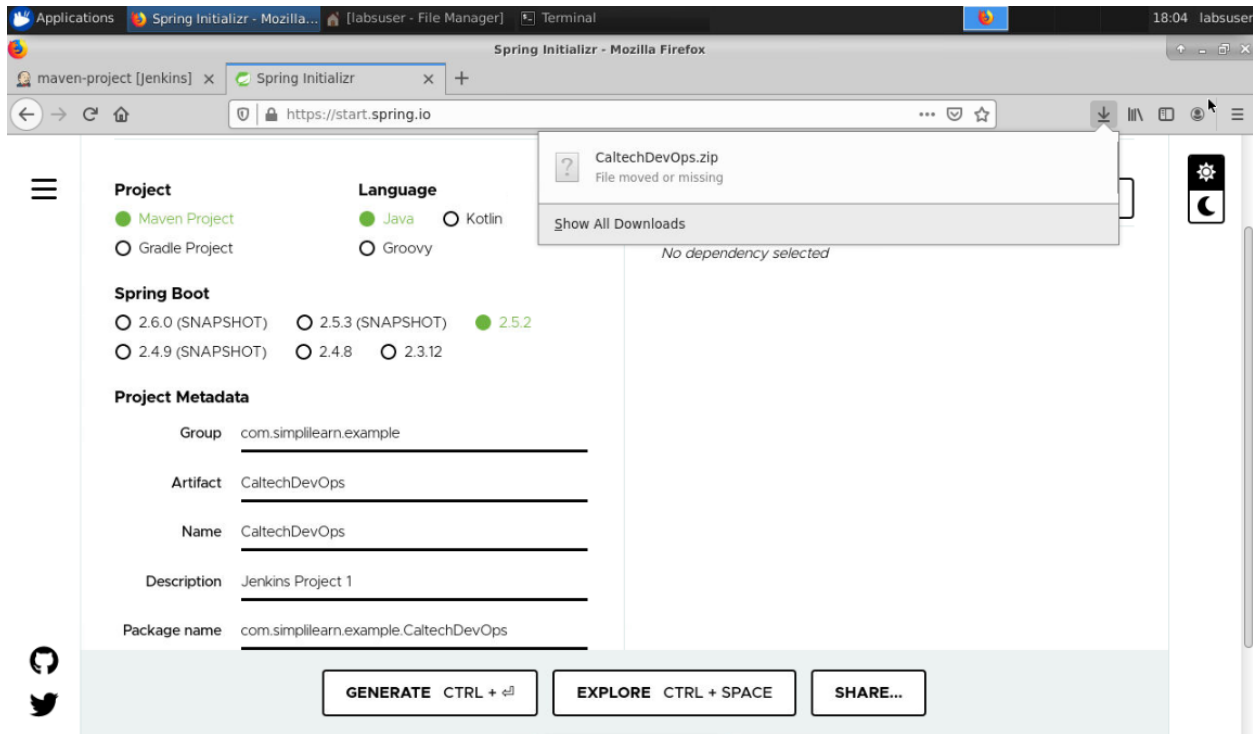 Applications Spring Initializr - Mozilla... [labsuser - File Manager] Terminal 18:04 labsuser
Spring Initializr - Mozilla Firefox
maven-project [Jenkins] Spring Initializr
https://start.spring.io
CaltechDevOps.zip
File moved or missing
Show All Downloads
Project Language
Maven Project Java Kotlin
Gradle Project Groovy
No dependency selected
Spring Boot
2.6.0 (SNAPSHOT) 2.5.3 (SNAPSHOT) 2.5.2
2.4.9 (SNAPSHOT) 2.4.8 2.3.12
Project Metadata
Group com.simplilearn.example
Artifact CaltechDevOps
Name CaltechDevOps
Description Jenkins Project 1
Package name com.simplilearn.example.CaltechDevOps
GENERATE CTRL + ⏎ EXPLORE CTRL + SPACE SHARE...